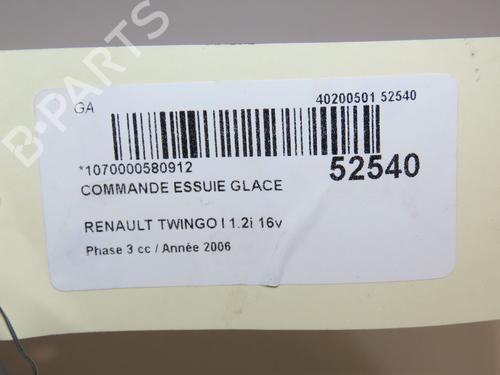 GA
40200501 52540
*1070000580912
52540
COMMANDE ESSUIE GLACE
RENAULT TWINGO I 1.2i 16v
Phase 3 cc / Année 2006
B-PARTS